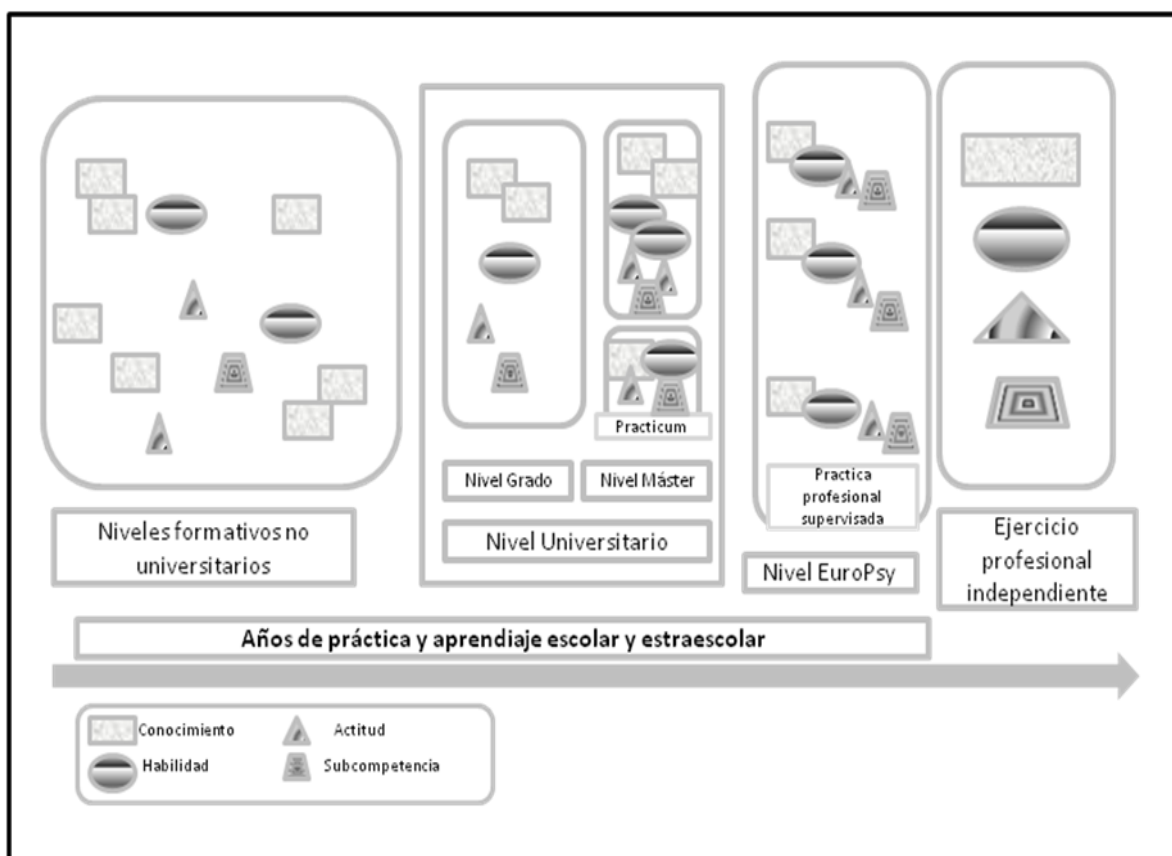 Practicum
Nivel Grado
Nivel Máster
Practica
profesional
supervisada
Niveles formativos no
universitarios
Nivel Universitario
Nivel EuroPsy
Ejercicio
profesional
independiente
Años de práctica y aprendiaje escolar y estraescolar
Conocimiento
Actitud
Habilidad
Subcompetencia